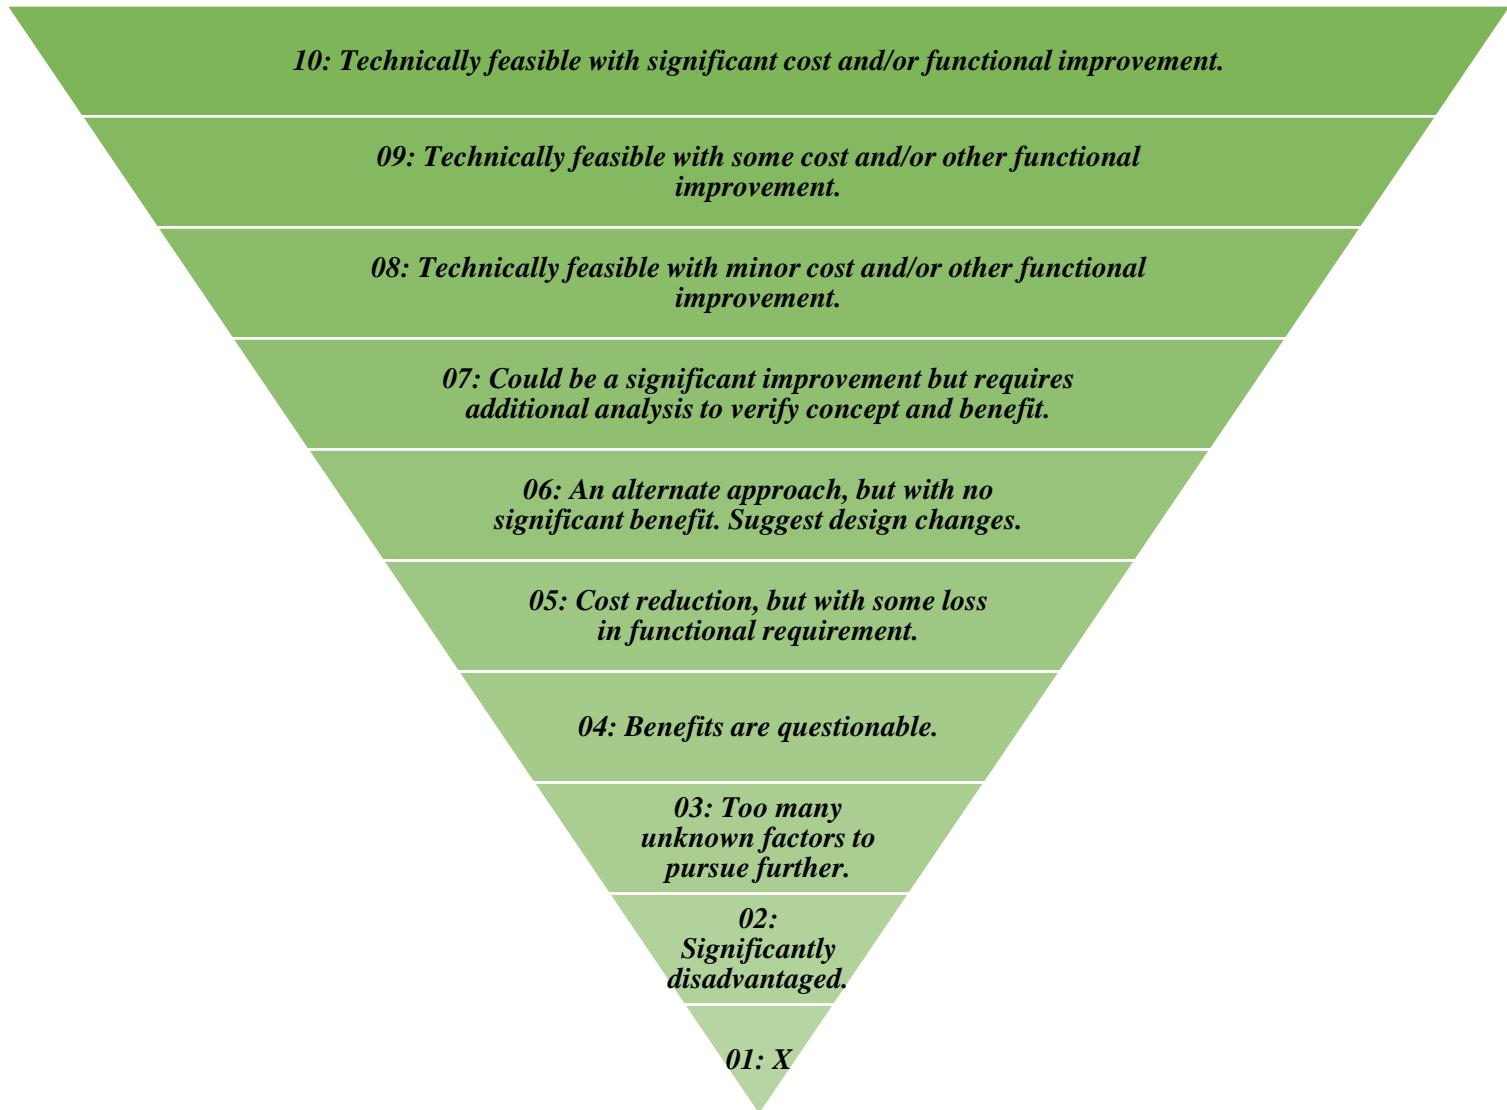 10: Technically feasible with significant cost and/or functional improvement.
09: Technically feasible with some cost and/or other functional
improvement.
08: Technically feasible with minor cost and/or other functional
improvement.
07: Could be a significant improvement but requires
additional analysis to verify concept and benefit.
06: An alternate approach, but with no
significant benefit. Suggest design changes.
05: Cost reduction, but with some loss
in functional requirement.
04: Benefits are questionable.
03: Too many
unknown factors to
pursue further.
02:
Significantly
disadvantaged.
01: X